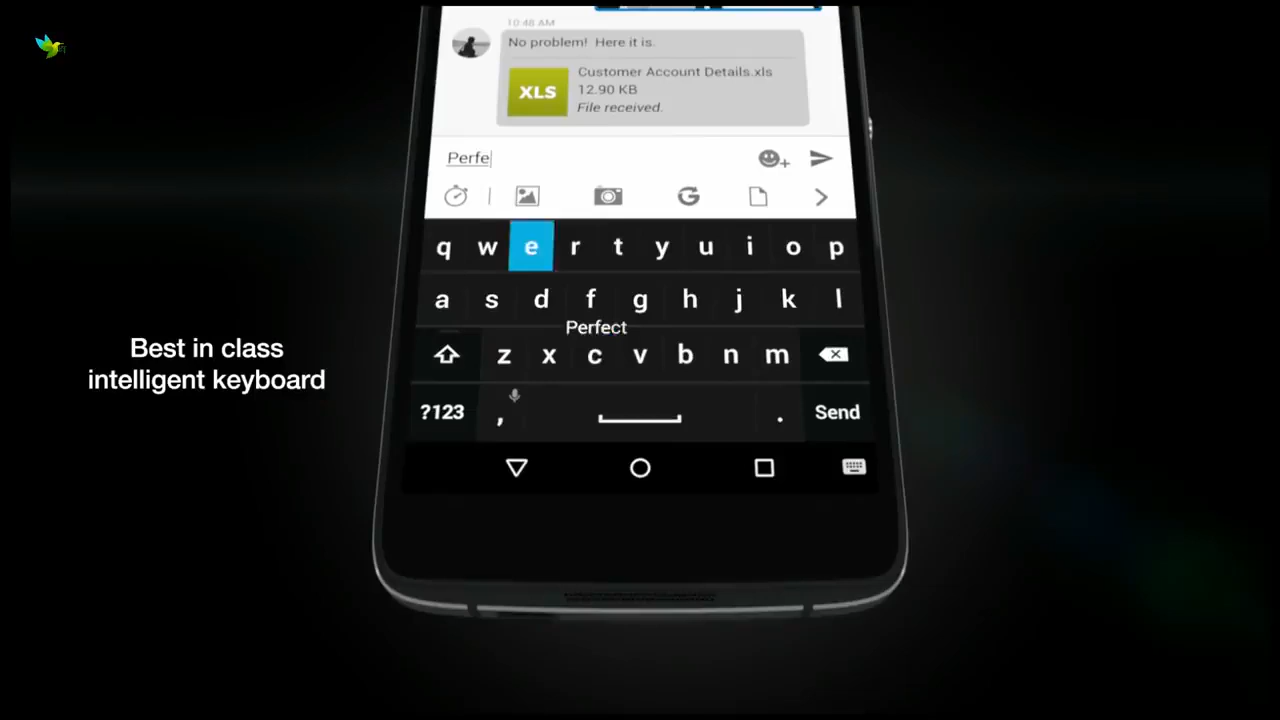 10:48 AM
No problem! Here it is.
XLS
Customer Account Details.xls
12.90 KB
File received.
Perfe
q w e r t y u i o p
a s d f g h j k l
Perfect
z x c v b n m
?123 , . Send
Best in class
intelligent keyboard